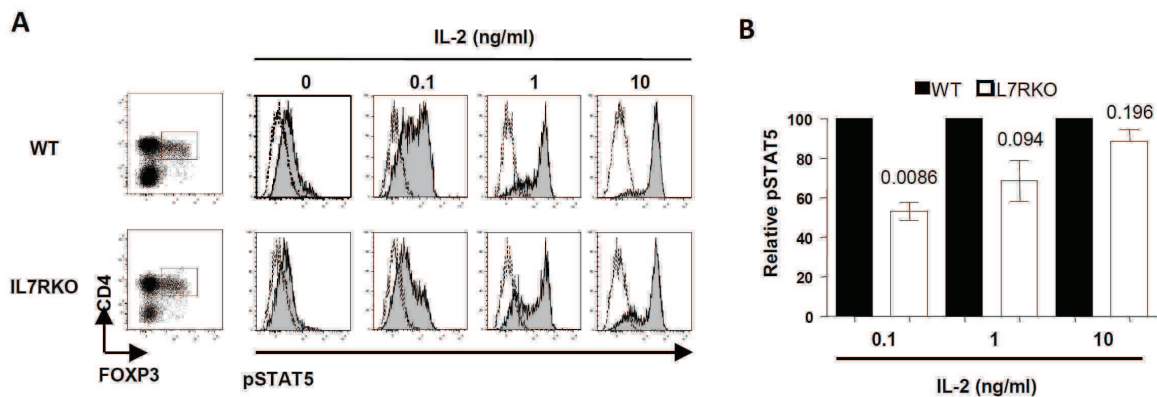 A
IL-2 (ng/ml)
0 0.1 1 10
WT
IL7RKO
CD4
FOXP3
pSTAT5
B
WT L7RKO
0.0086
0.094
0.196
Relative pSTAT5
100
80
60
40
20
0
0.1 1 10
IL-2 (ng/ml)